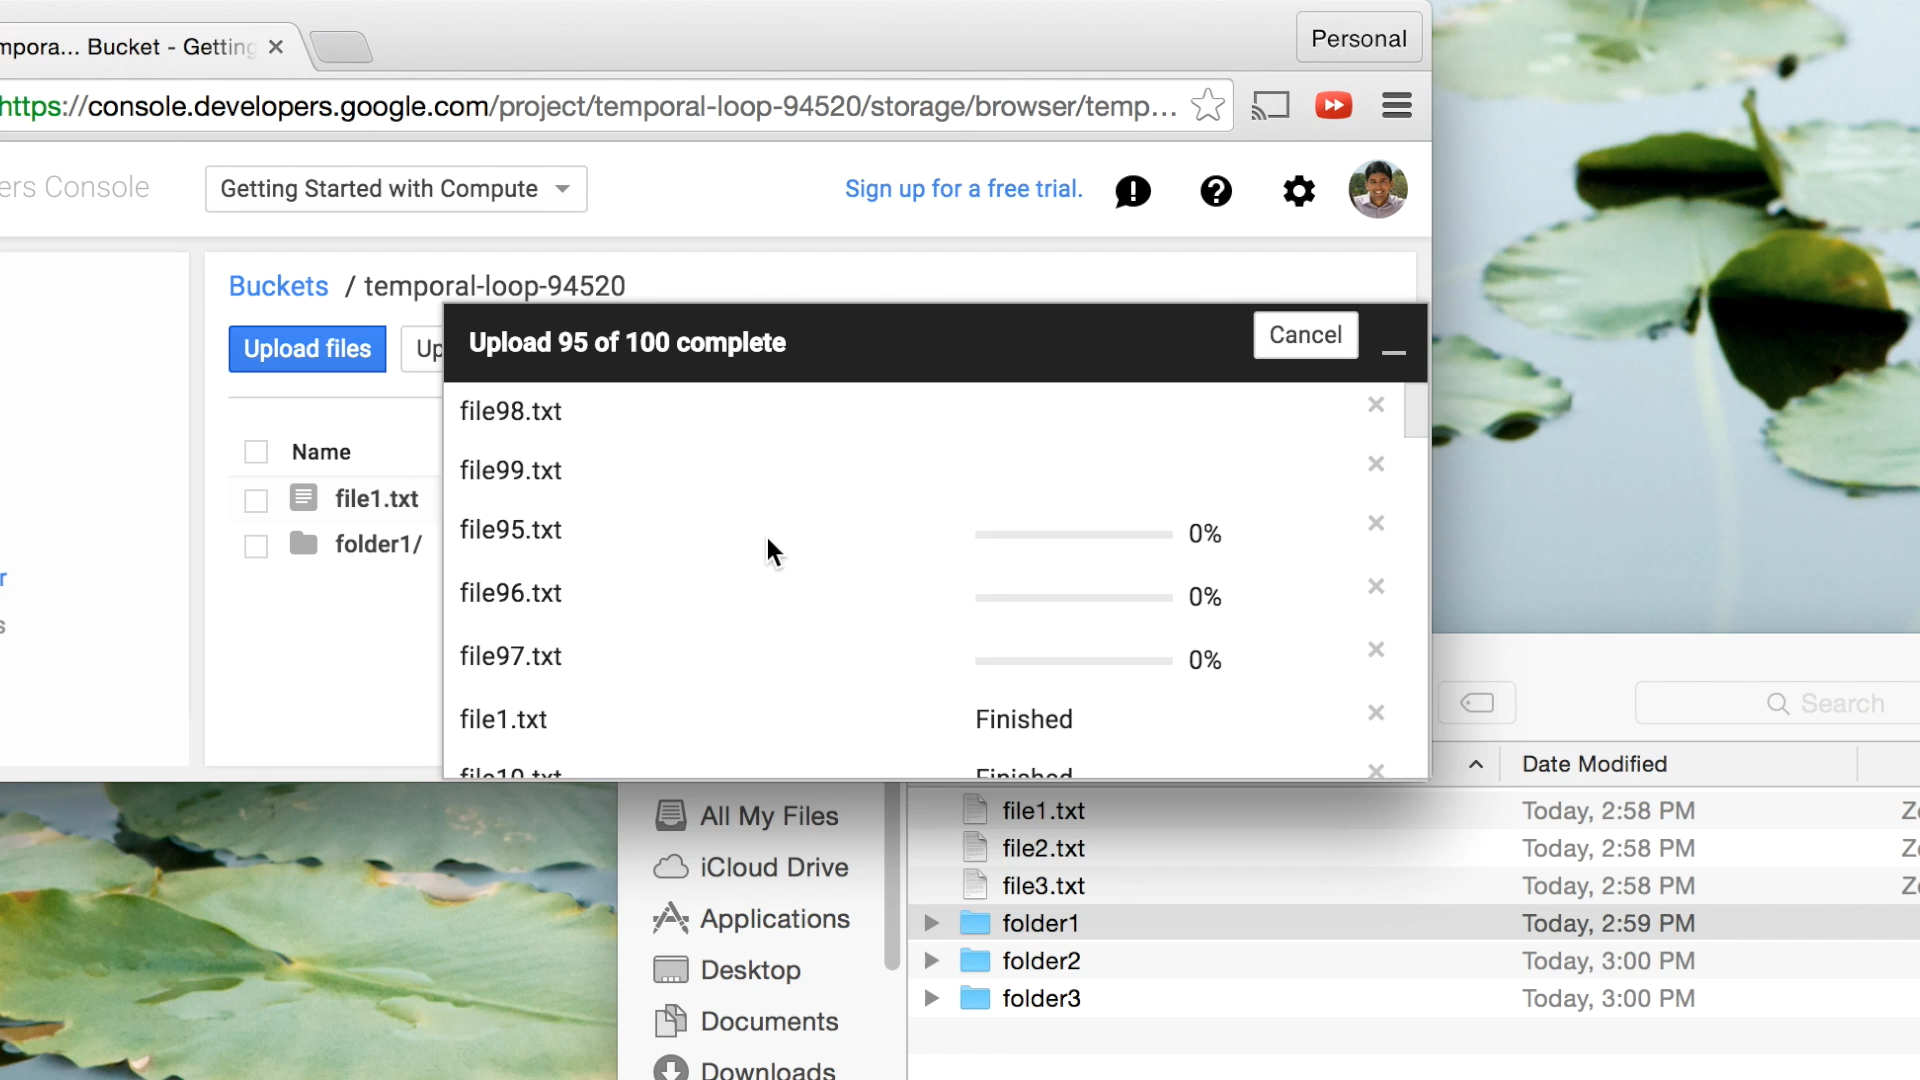 mpora... Bucket - Getting
Personal
https://console.developers.google.com/project/temporal-loop-94520/storage/browser/temp...
ers Console
Getting Started with Compute
Sign up for a free trial.
Buckets / temporal-loop-94520
Upload files
Up
Upload 95 of 100 complete
Cancel
Name
file1.txt
folder1/
r
s
file98.txt
file99.txt
file95.txt 0%
file96.txt 0%
file97.txt 0%
file1.txt Finished
file10.txt Finished
Search
Date Modified
All My Files
iCloud Drive
Applications
Desktop
Documents
Downloads
file1.txt Today, 2:58 PM
file2.txt Today, 2:58 PM
file3.txt Today, 2:58 PM
folder1 Today, 2:59 PM
folder2 Today, 3:00 PM
folder3 Today, 3:00 PM